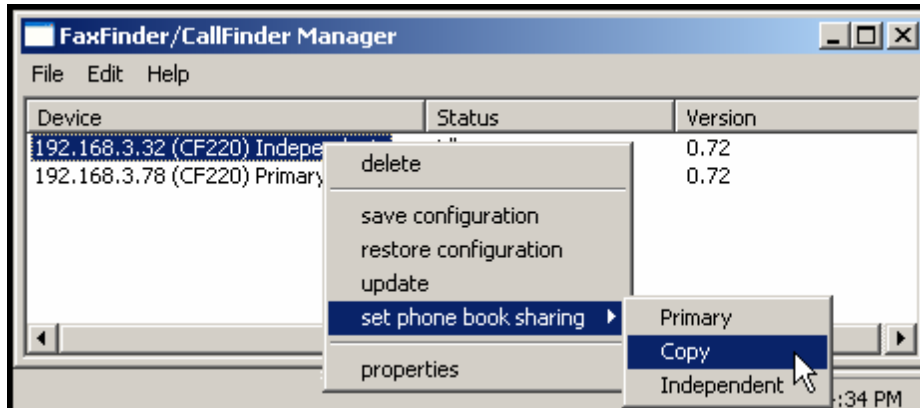 FaxFinder/CallFinder Manager
File Edit Help
Device Status Version
192.168.3.32 (CF220) 0.72
192.168.3.78 (CF220) Primary 0.72
delete
save configuration
restore configuration
update
set phone book sharing
properties
Primary
Copy
Independent
:34 PM